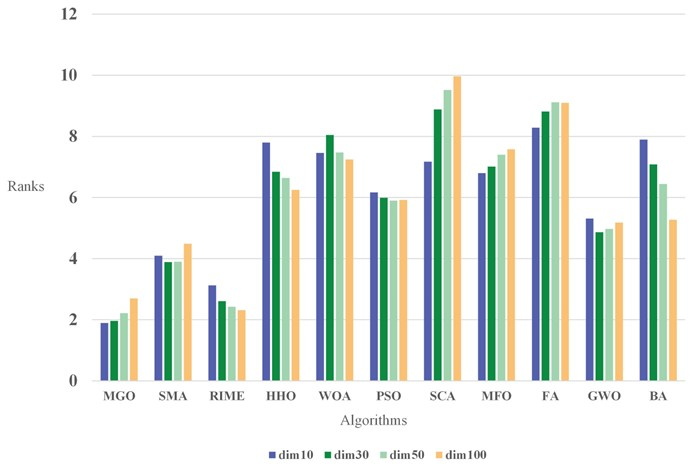 12
10
8
Ranks
6
4
2
0
MGO SMA RIME HHO WOA PSO SCA MFO FA GWO BA
Algorithms
dim10 dim30 dim50 dim100